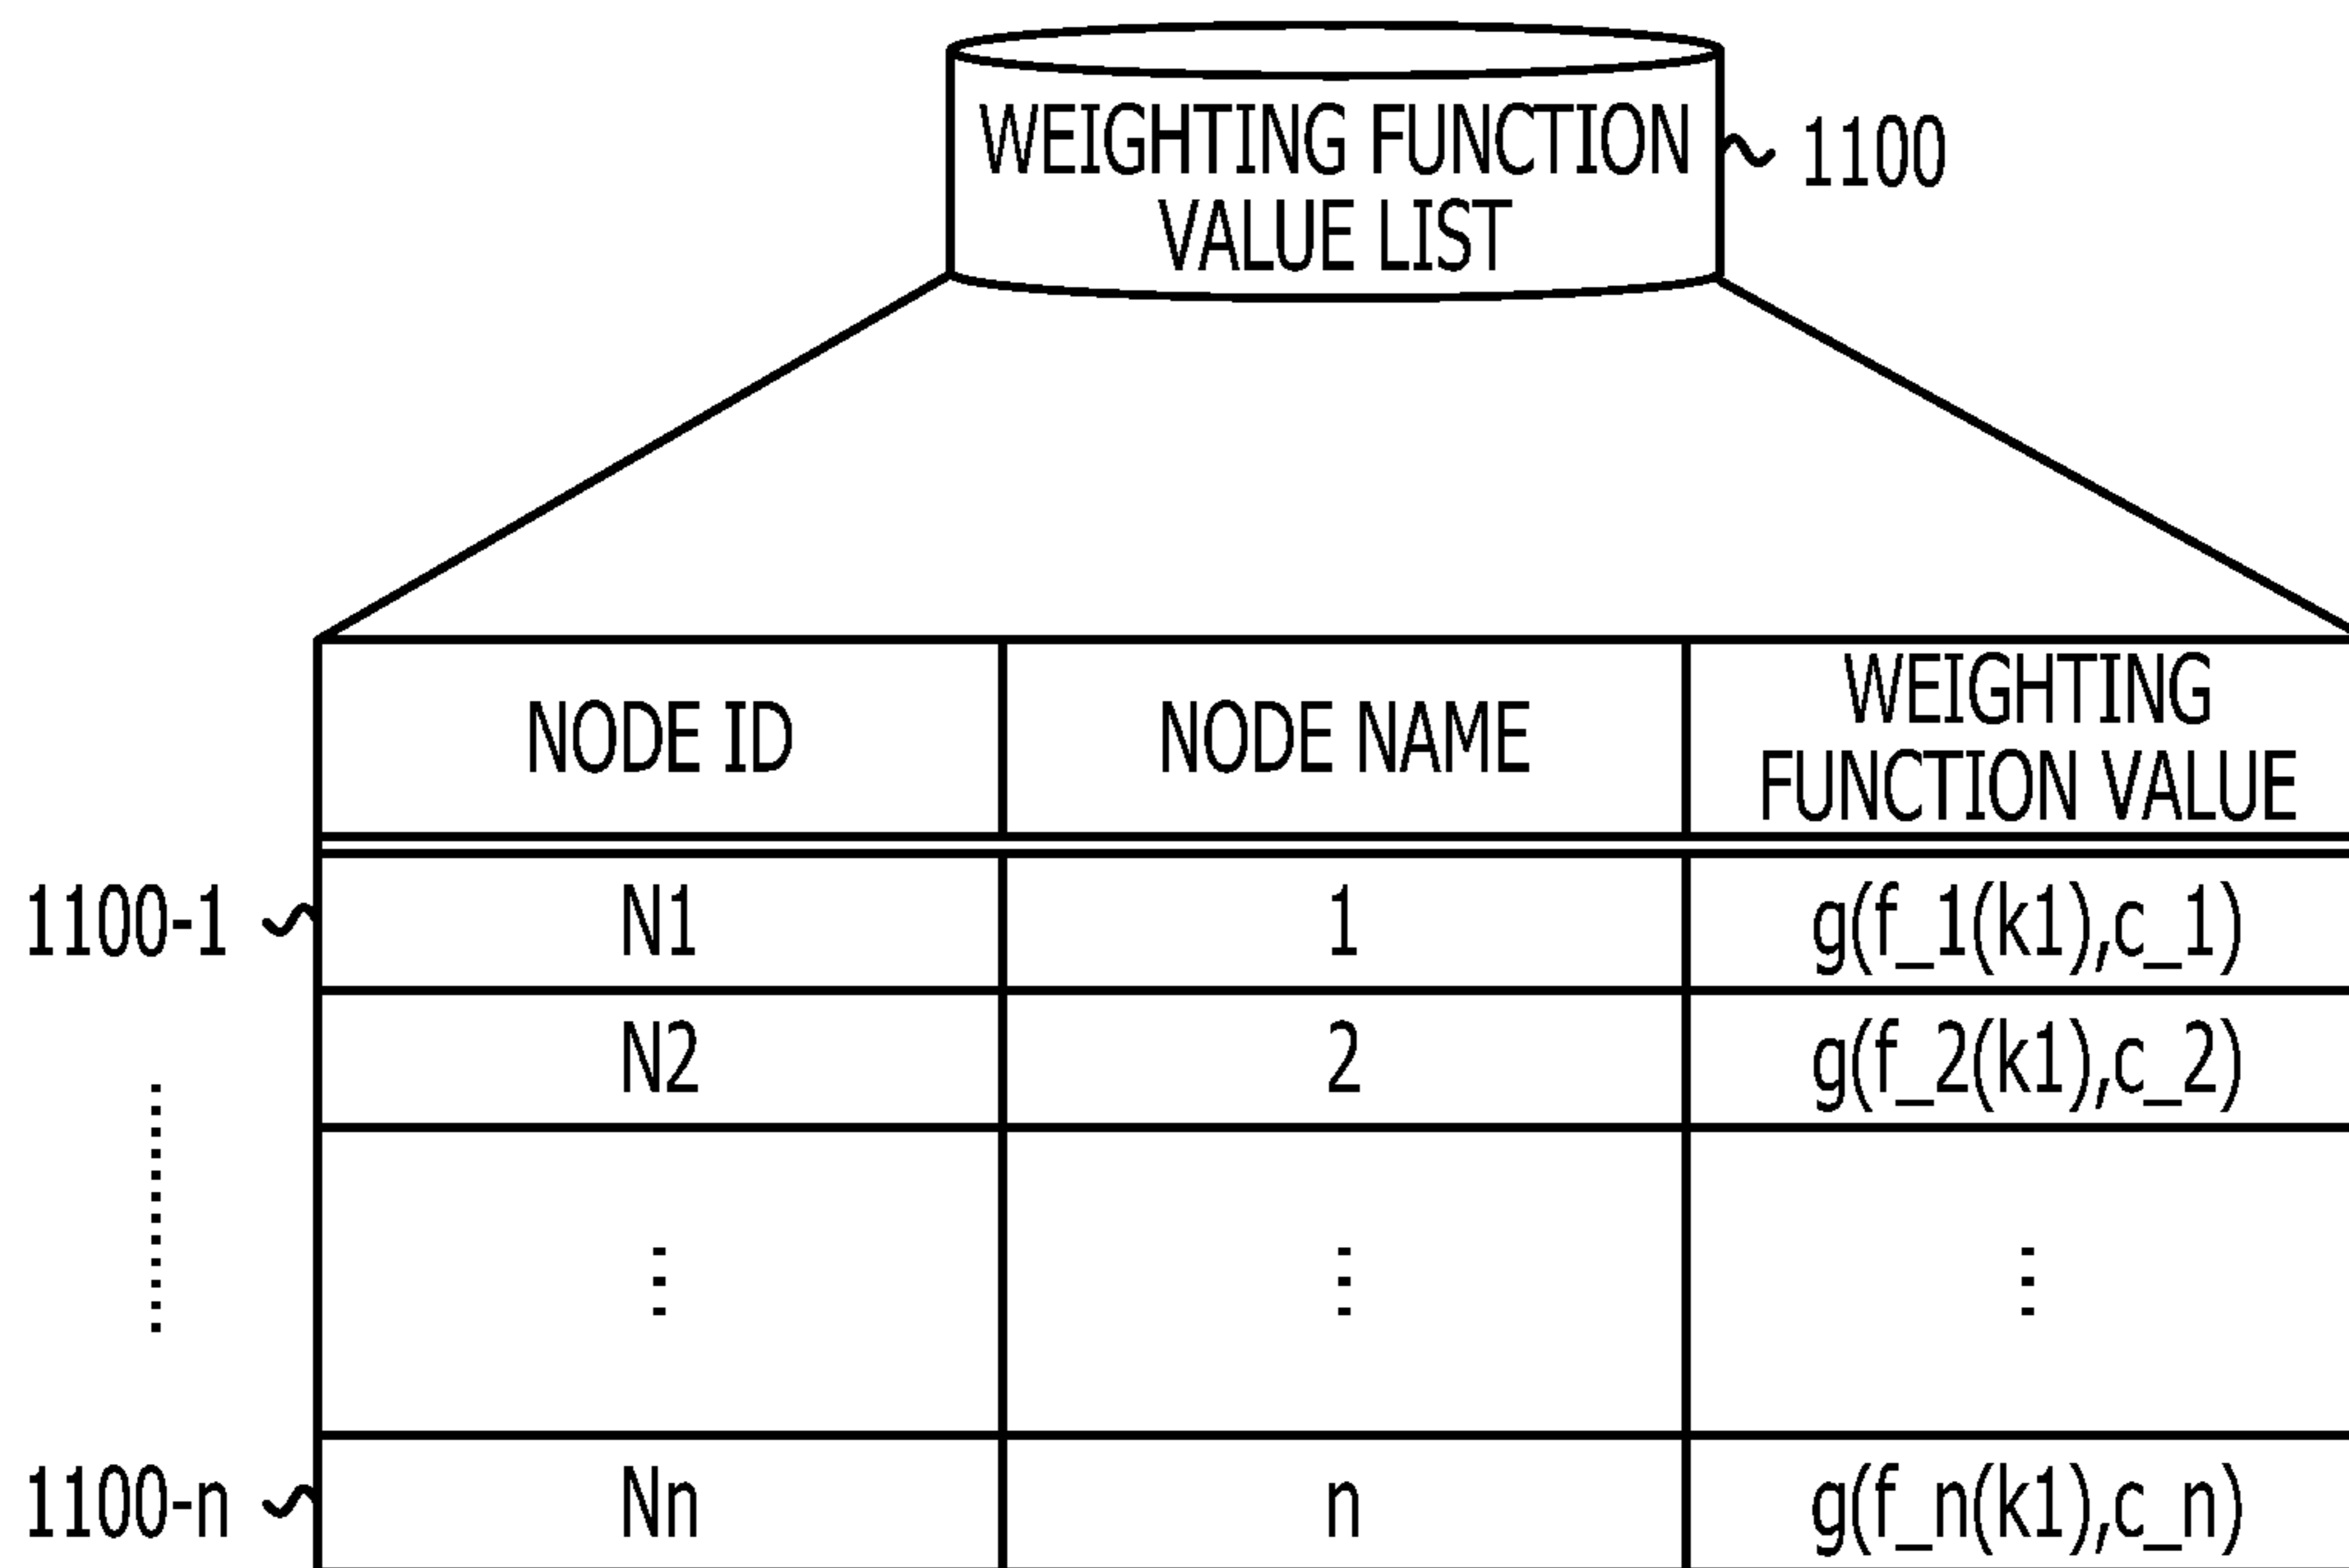 WEIGHTING FUNCTION
VALUE LIST
1100
NODE ID
NODE NAME
WEIGHTING
FUNCTION VALUE
1100-1
N1
1
g(f_1(k1),c_1)
N2
2
g(f_2(k1),c_2)
1100-n
Nn
n
g(f_n(k1),c_n)